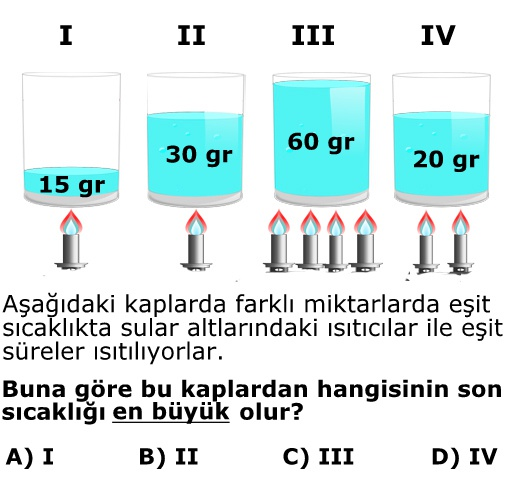 I II III IV
15 gr 30 gr 60 gr 20 gr
Aşağıdaki kaplarda farklı miktarlarda eşit
sıcaklıkta sular altlarındaki ısıtıcılar ile eşit
süreler ısıtılıyorlar.
Buna göre bu kaplardan hangisinin son
sıcaklığı en büyük olur?
A) I B) II C) III D) IV